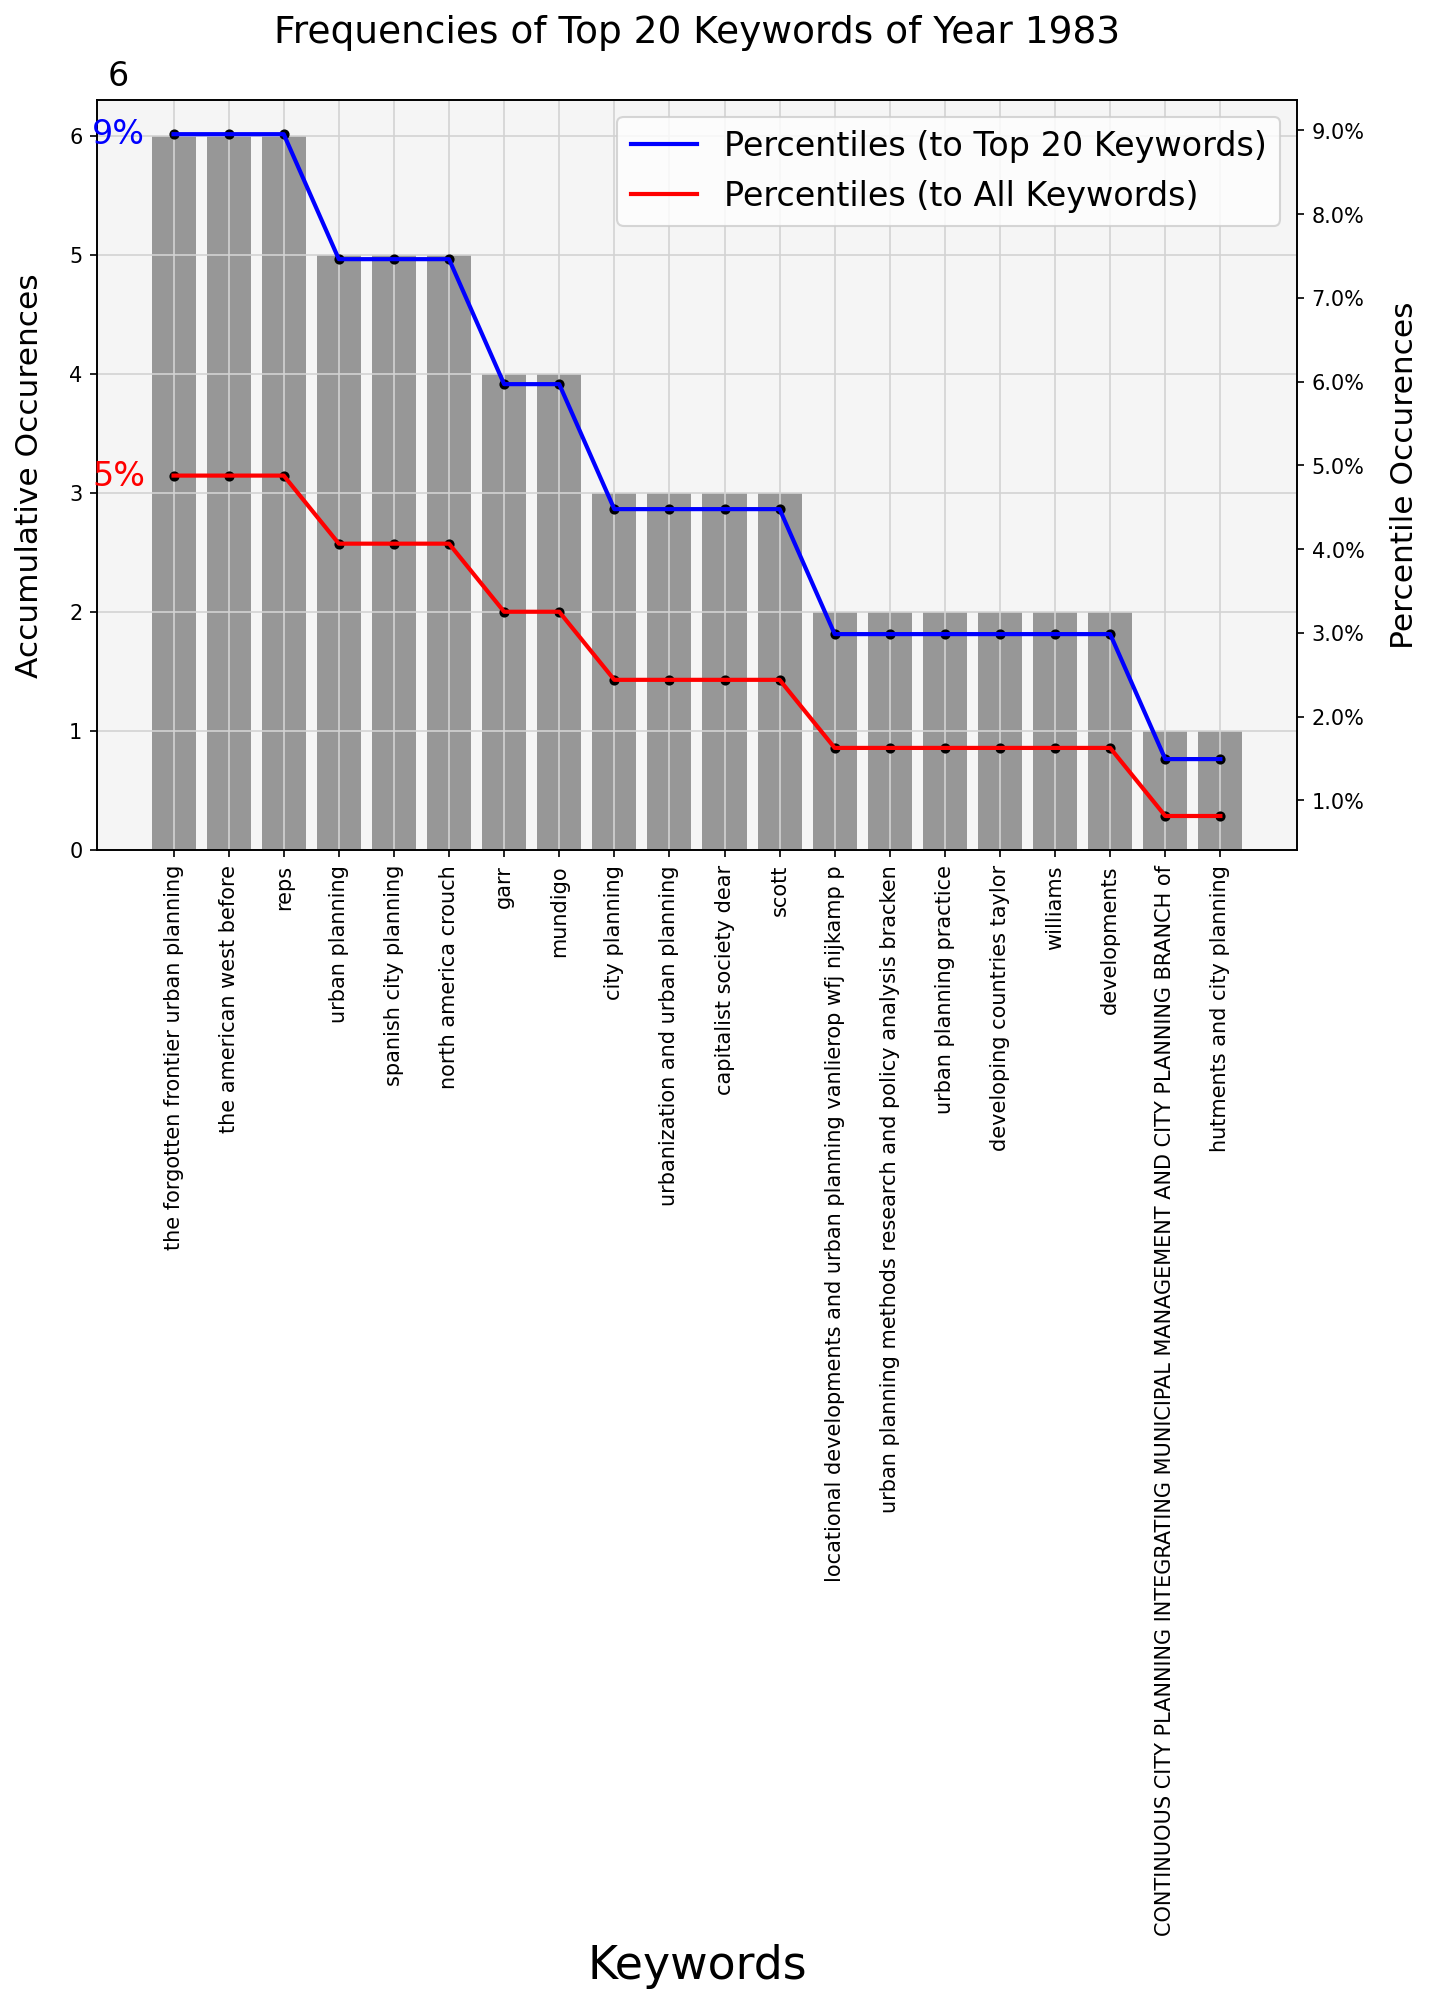 Frequencies of Top 20 Keywords of Year 1983
6
9%
5%
Percentiles (to Top 20 Keywords)
Percentiles (to All Keywords)
Accumulative Occurences
6
5
4
3
2
1
0
9.0%
8.0%
7.0%
6.0%
5.0%
4.0%
3.0%
2.0%
1.0%
Percentile Occurences
the forgotten frontier urban planning
the american west before
reps
urban planning
spanish city planning
north america crouch
garr
mundigo
city planning
urbanization and urban planning
capitalist society dear
scott
locational developments and urban planning vanlierop wfj nijkamp p
urban planning methods research and policy analysis bracken
urban planning practice
developing countries taylor
williams
developments
CONTINUOUS CITY PLANNING INTEGRATING MUNICIPAL MANAGEMENT AND CITY PLANNING BRANCH of
hutments and city planning
Keywords